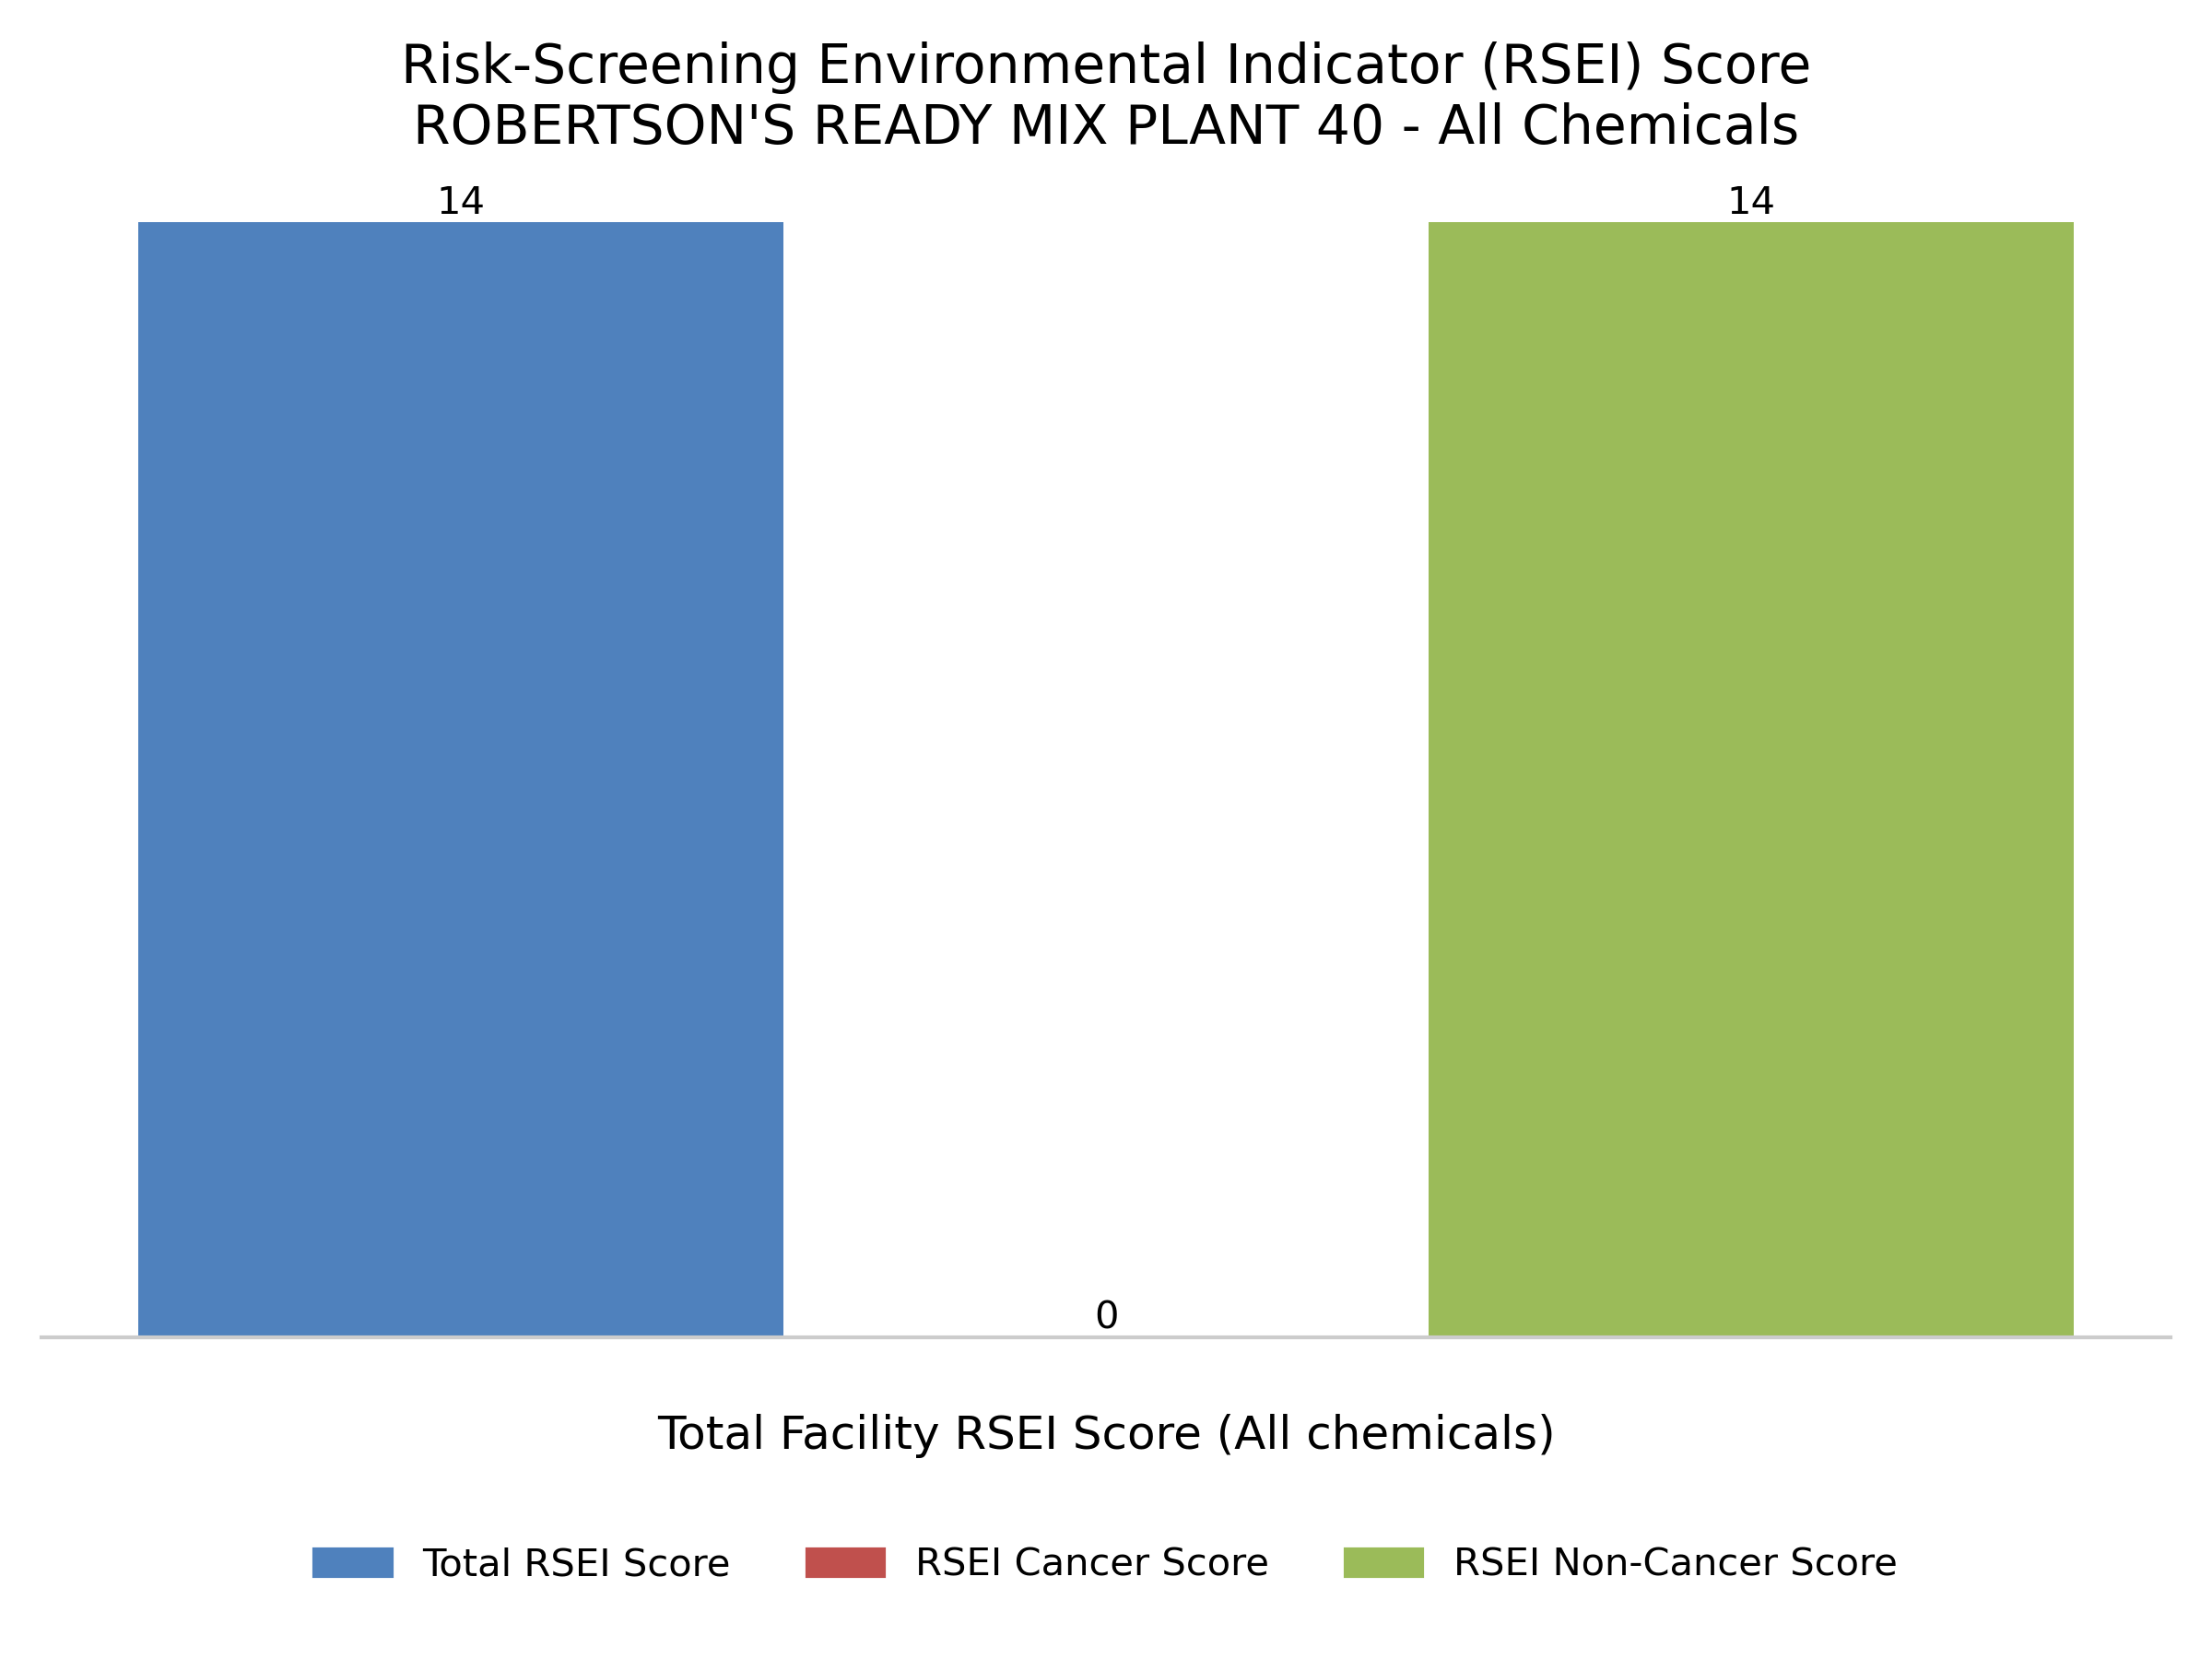 Risk-Screening Environmental Indicator (RSEI) Score
ROBERTSON'S READY MIX PLANT 40 - All Chemicals
14
14
0
Total Facility RSEI Score (All chemicals)
Total RSEI Score
RSEI Cancer Score
RSEI Non-Cancer Score